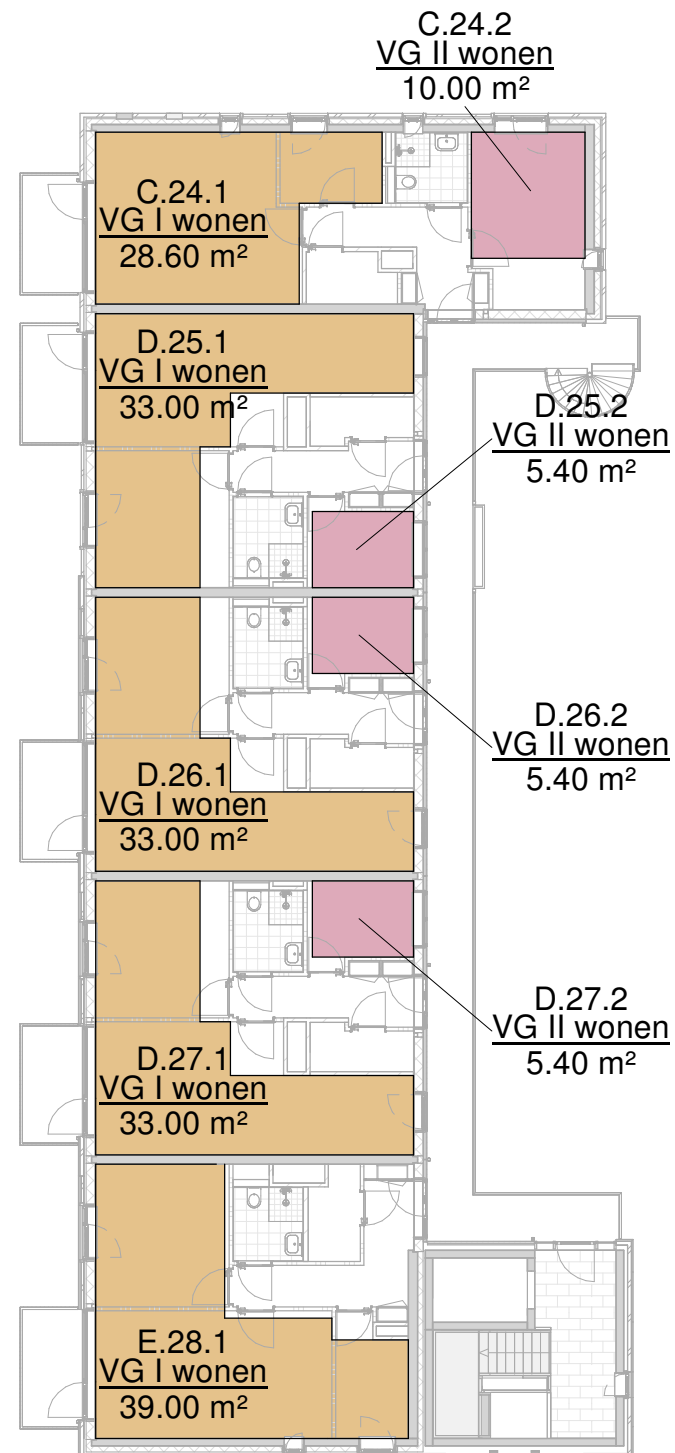 C.24.2
VG II wonen
10.00 m²
C.24.1
VG I wonen
28.60 m²
D.25.1
VG I wonen
33.00 m²
D.25.2
VG II wonen
5.40 m²
D.26.2
VG II wonen
5.40 m²
D.26.1
VG I wonen
33.00 m²
D.27.2
VG II wonen
5.40 m²
D.27.1
VG I wonen
33.00 m²
E.28.1
VG I wonen
39.00 m²